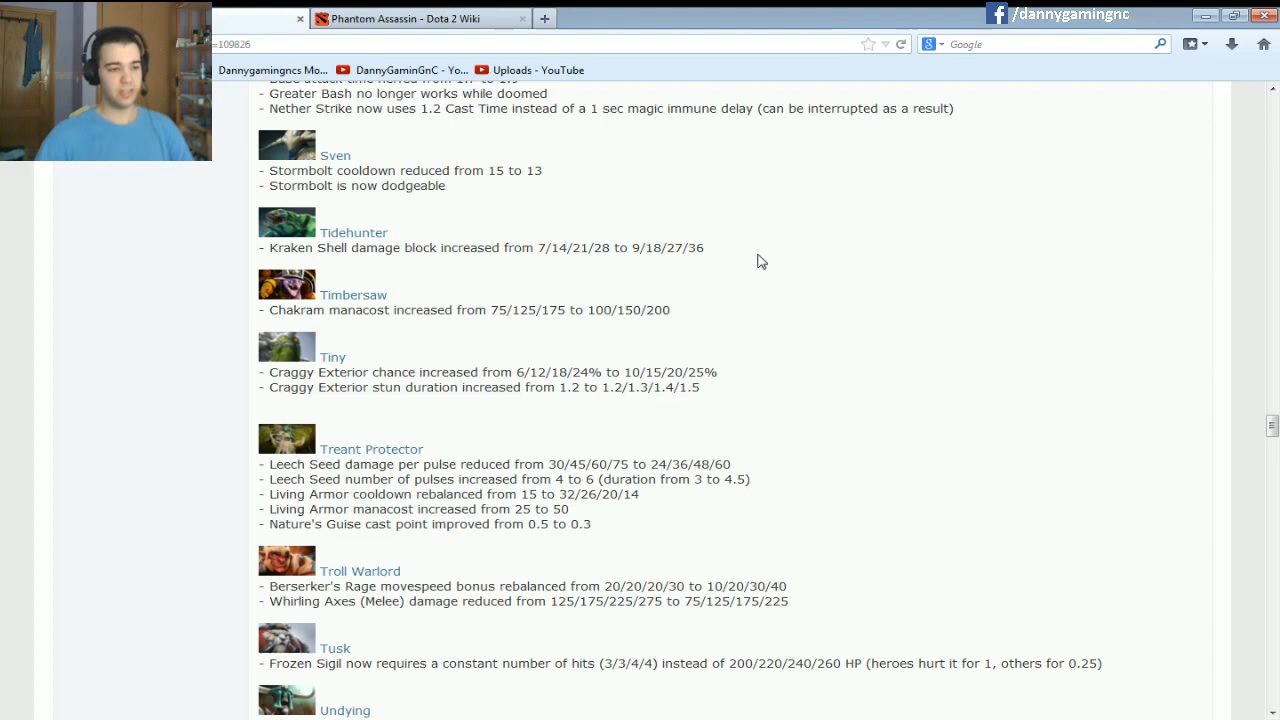 Phantom Assassin - Dota 2 Wiki
/dannygamingnc
=109826
Google
Dannygamingncs Mo...
DannyGaminGnC - Yo...
Uploads - YouTube
- Greater Bash no longer works while doomed
- Nether Strike now uses 1.2 Cast Time instead of a 1 sec magic immune delay (can be interrupted as a result)
Sven
- Stormbolt cooldown reduced from 15 to 13
- Stormbolt is now dodgeable
Tidehunter
- Kraken Shell damage block increased from 7/14/21/28 to 9/18/27/36
Timbersaw
- Chakram manacost increased from 75/125/175 to 100/150/200
Tiny
- Craggy Exterior chance increased from 6/12/18/24% to 10/15/20/25%
- Craggy Exterior stun duration increased from 1.2 to 1.2/1.3/1.4/1.5
Treant Protector
- Leech Seed damage per pulse reduced from 30/45/60/75 to 24/36/48/60
- Leech Seed number of pulses increased from 4 to 6 (duration from 3 to 4.5)
- Living Armor cooldown rebalanced from 15 to 32/26/20/14
- Living Armor manacost increased from 25 to 50
- Nature's Guise cast point improved from 0.5 to 0.3
Troll Warlord
- Berserker's Rage movespeed bonus rebalanced from 20/20/20/30 to 10/20/30/40
- Whirling Axes (Melee) damage reduced from 125/175/225/275 to 75/125/175/225
Tusk
- Frozen Sigil now requires a constant number of hits (3/3/4/4) instead of 200/220/240/260 HP (heroes hurt it for 1, others for 0.25)
Undying